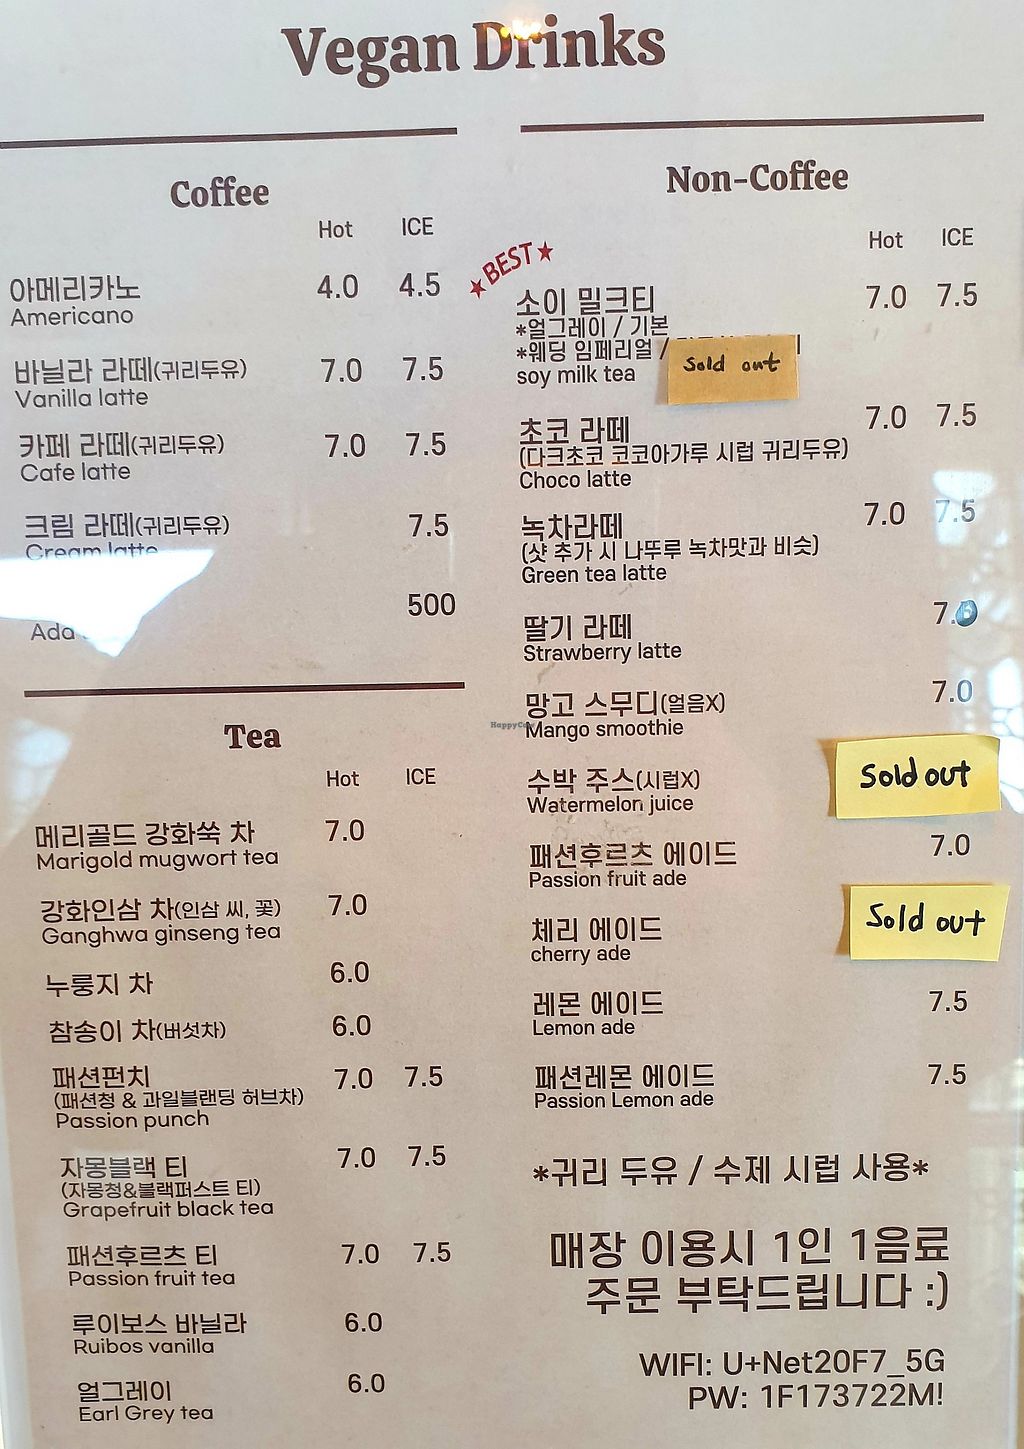 Vegan Drinks
Coffee
Hot ICE
아메리카노 4.0 4.5
Americano
바닐라 라떼(귀리두유) 7.0 7.5
Vanilla latte
카페 라떼(귀리두유) 7.0 7.5
Cafe latte
크림 라떼(귀리두유) 7.5
Cream latte
500
Add
Tea
Hot ICE
메리골드 강화쑥 차 7.0
Marigold mugwort tea
강화인삼 차(인삼 씨, 꽃) 7.0
Ganghwa ginseng tea
누룽지 차 6.0
참송이 차(버섯차) 6.0
패션펀치 7.0 7.5
(패션청 & 과일블랜딩 허브차)
Passion punch
자몽블랙 티 7.0 7.5
(자몽청&블랙퍼스트 티)
Grapefruit black tea
패션후르츠 티 7.0 7.5
Passion fruit tea
루이보스 바닐라 6.0
Ruibos vanilla
얼그레이 6.0
Earl Grey tea
Non-Coffee
Hot ICE
★BEST★
소이 밀크티 7.0 7.5
*얼그레이 / 기본
*웨딩 임페리얼 /
Sold out
soy milk tea
초코 라떼 7.0 7.5
(다크초코 코코아가루 시럽 귀리두유)
Choco latte
녹차라떼 7.0 7.5
(샷 추가 시 나뚜루 녹차맛과 비슷)
Green tea latte
딸기 라떼 7.
Strawberry latte
망고 스무디(얼음X) 7.0
Mango smoothie
HappyCow
수박 주스(시럽X) Sold out
Watermelon juice
패션후르츠 에이드 7.0
Passion fruit ade
체리 에이드 Sold out
cherry ade
레몬 에이드 7.5
Lemon ade
패션레몬 에이드 7.5
Passion Lemon ade
*귀리 두유 / 수제 시럽 사용*
매장 이용시 1인 1음료
주문 부탁드립니다 :)
WIFI: U+Net20F7_5G
PW: 1F173722M!